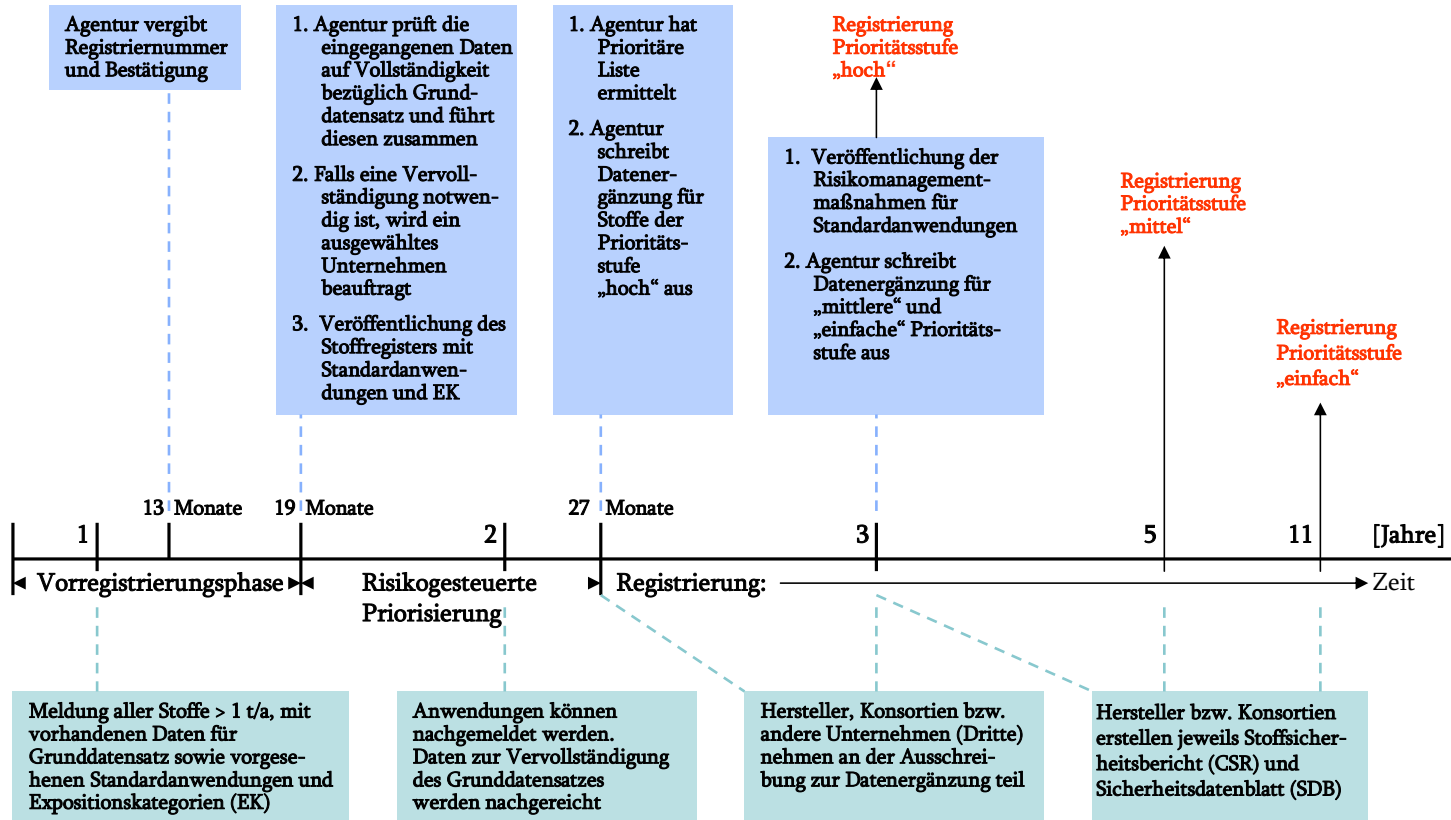 Agentur vergibt
Registriernummer
und Bestätigung
1. Agentur prüft die
eingegangenen Daten
auf Vollständigkeit
bezüglich Grund-
datensatz und führt
diesen zusammen
2. Falls eine Vervoll-
ständigung notwen-
dig ist, wird ein
ausgewähltes
Unternehmen
beauftragt
3. Veröffentlichung des
Stoffregisters mit
Standardanwen-
dungen und EK
1. Agentur hat
Prioritäre
Liste
ermittelt
2. Agentur
schreibt
Datener-
gänzung für
Stoffe der
Prioritäts-
stufe
„hoch“ aus
Registrierung
Prioritätsstufe
„hoch“
1. Veröffentlichung der
Risikomanagement-
maßnahmen für
Standardanwendungen
2. Agentur schreibt
Datenergänzung für
„mittlere“ und
„einfache“ Prioritäts-
stufe aus
Registrierung
Prioritätsstufe
„mittel“
Registrierung
Prioritätsstufe
„einfach“
13 Monate
19 Monate
27 Monate
1
2
3
5
11
[Jahre]
Vorregistrierungsphase
Risikogesteuerte
Priorisierung
Registrierung:
Zeit
Meldung aller Stoffe > 1 t/a, mit
vorhandenen Daten für
Grunddatensatz sowie vorgese-
henen Standardanwendungen und
Expositionskategorien (EK)
Anwendungen können
nachgemeldet werden.
Daten zur Vervollständigung
des Grunddatensatzes
werden nachgereicht
Hersteller, Konsortien bzw.
andere Unternehmen (Dritte)
nehmen an der Ausschrei-
bung zur Datenergänzung teil
Hersteller bzw. Konsortien
erstellen jeweils Stoffsicher-
heitsbericht (CSR) und
Sicherheitsdatenblatt (SDB)